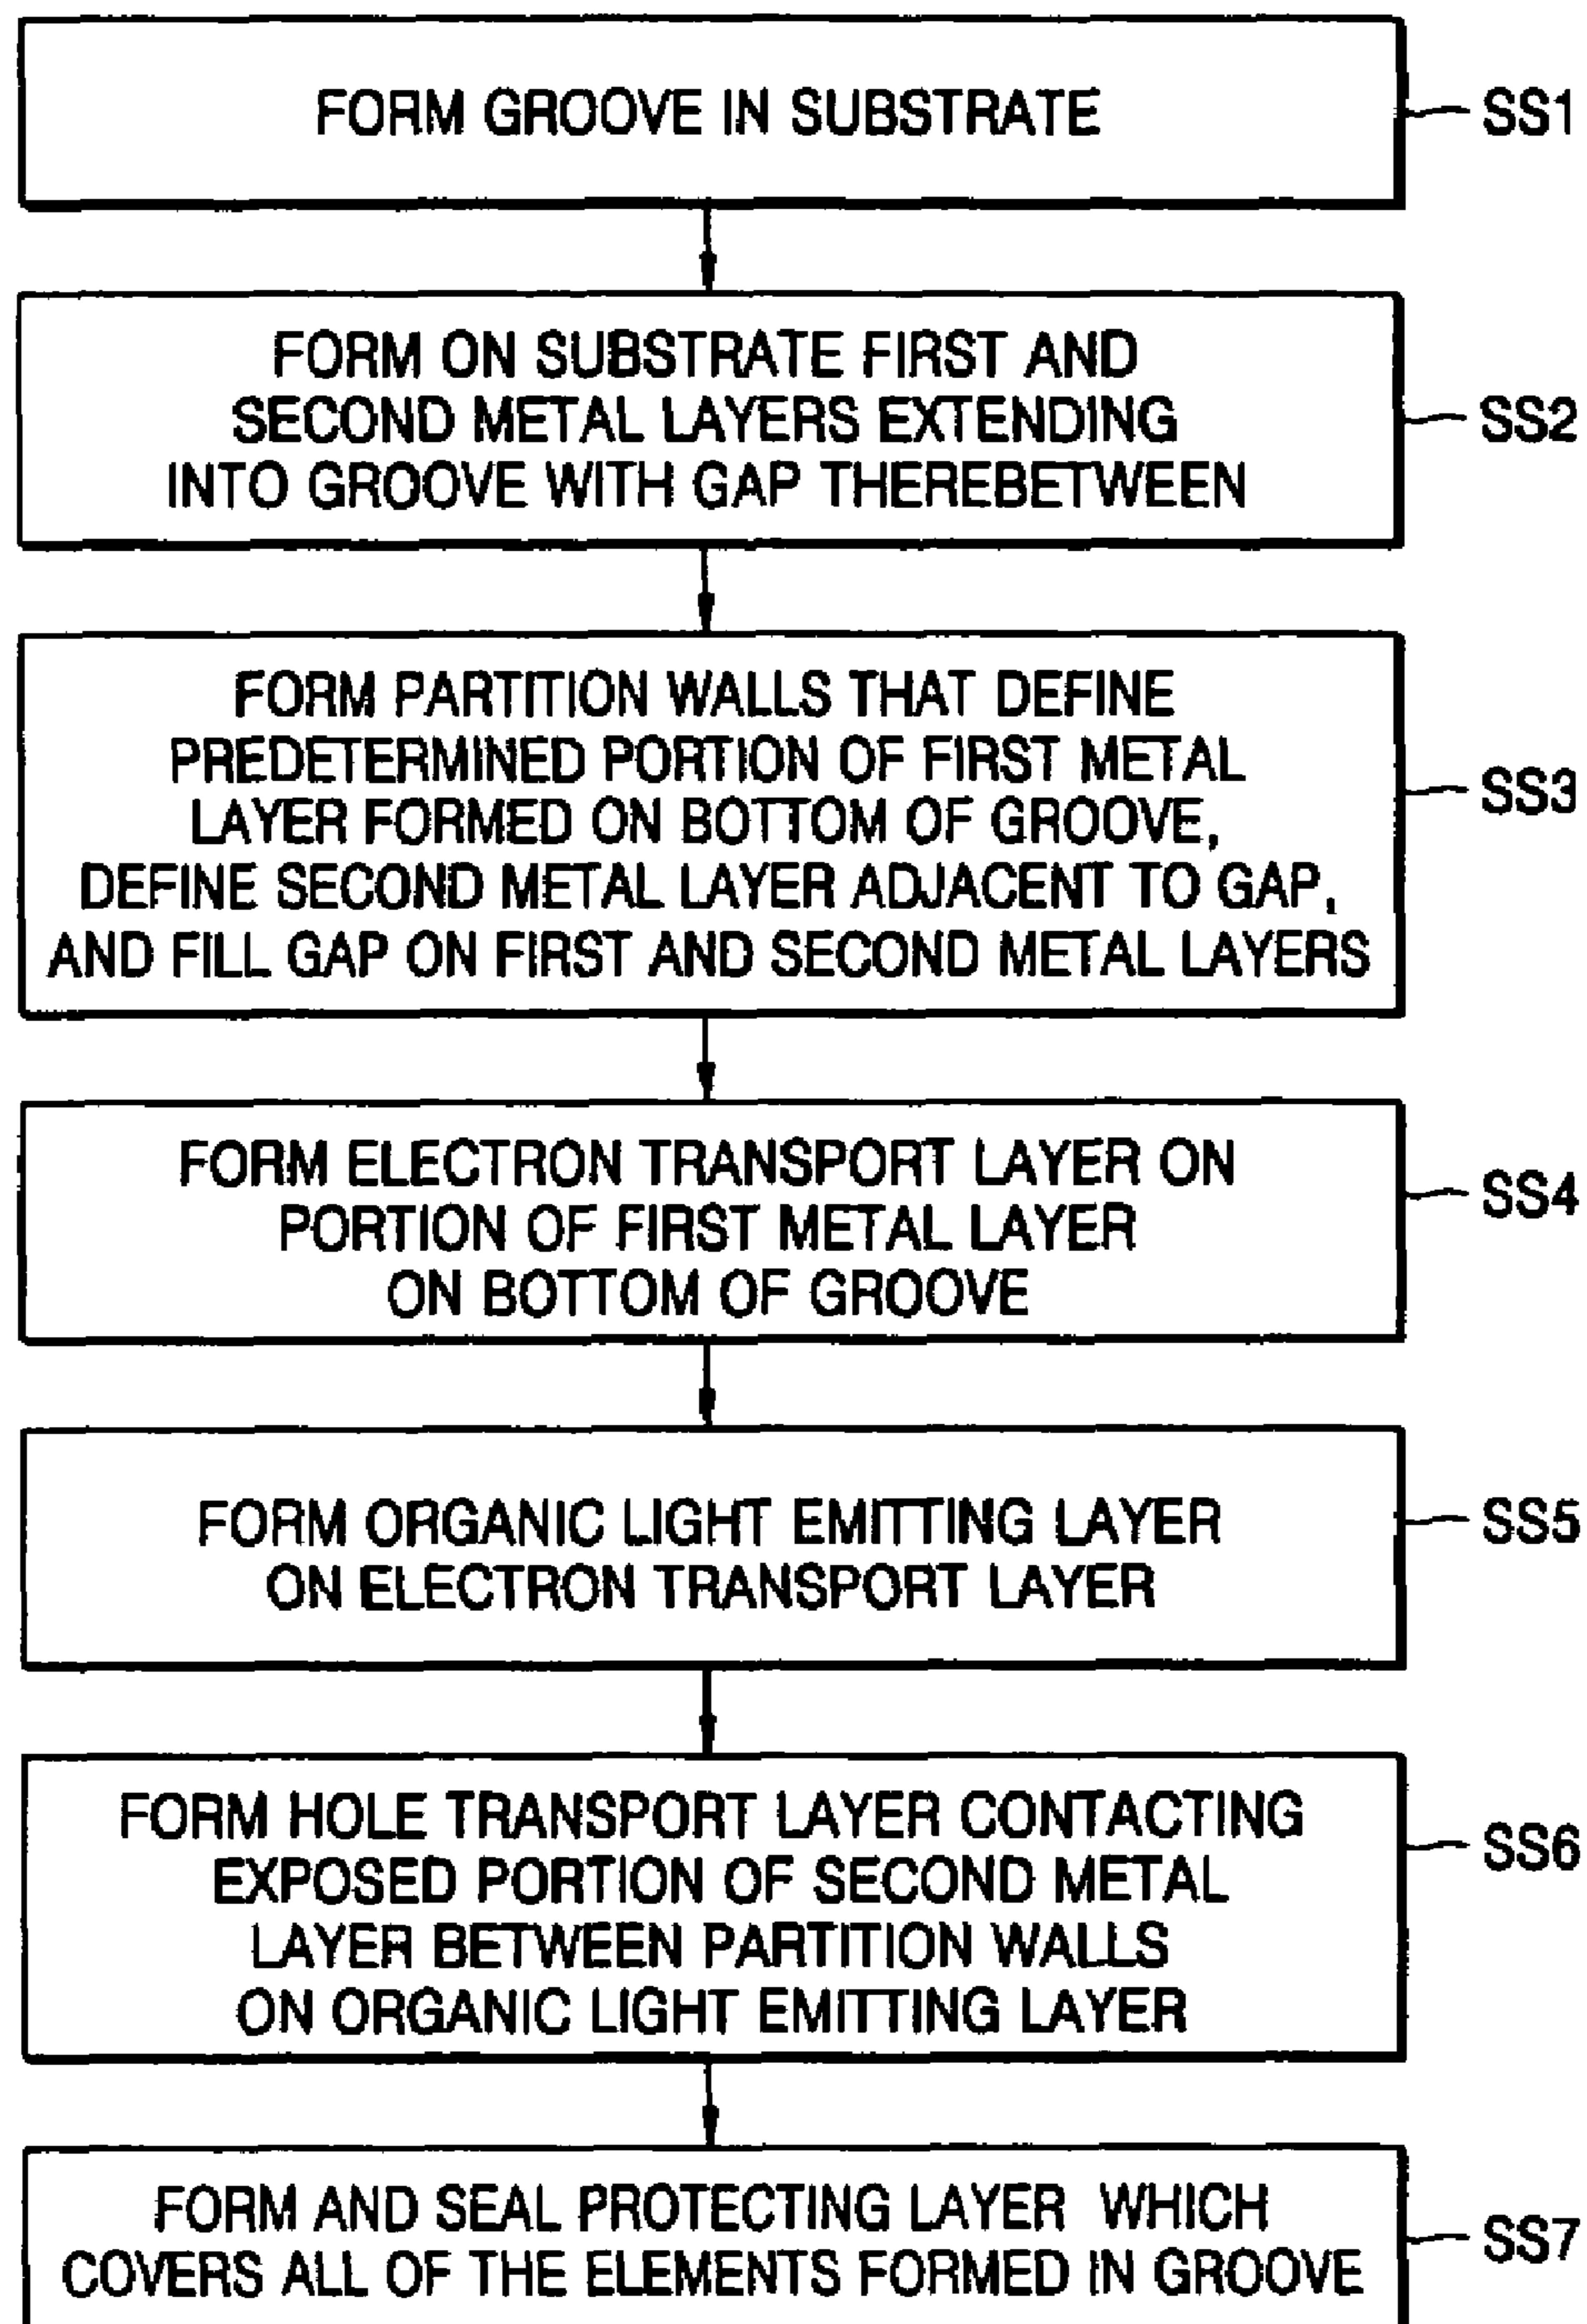 FORM GROOVE IN SUBSTRATE
SS1
FORM ON SUBSTRATE FIRST AND
SECOND METAL LAYERS EXTENDING
INTO GROOVE WITH GAP THEREBETWEEN
SS2
FORM PARTITION WALLS THAT DEFINE
PREDETERMINED PORTION OF FIRST METAL
LAYER FORMED ON BOTTOM OF GROOVE,
DEFINE SECOND METAL LAYER ADJACENT TO GAP,
AND FILL GAP ON FIRST AND SECOND METAL LAYERS
SS3
FORM ELECTRON TRANSPORT LAYER ON
PORTION OF FIRST METAL LAYER
ON BOTTOM OF GROOVE
SS4
FORM ORGANIC LIGHT EMITTING LAYER
ON ELECTRON TRANSPORT LAYER
SS5
FORM HOLE TRANSPORT LAYER CONTACTING
EXPOSED PORTION OF SECOND METAL
LAYER BETWEEN PARTITION WALLS
ON ORGANIC LIGHT EMITTING LAYER
SS6
FORM AND SEAL PROTECTING LAYER WHICH
COVERS ALL OF THE ELEMENTS FORMED IN GROOVE
SS7